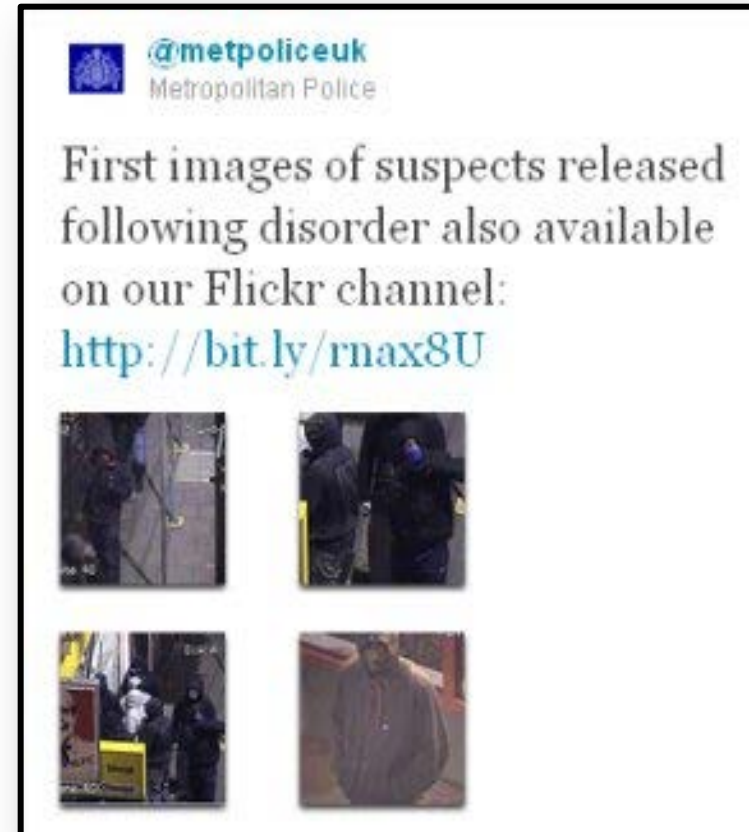 @metpoliceuk
Metropolitan Police
First images of suspects released
following disorder also available
on our Flickr channel:
http://bit.ly/rnax8U